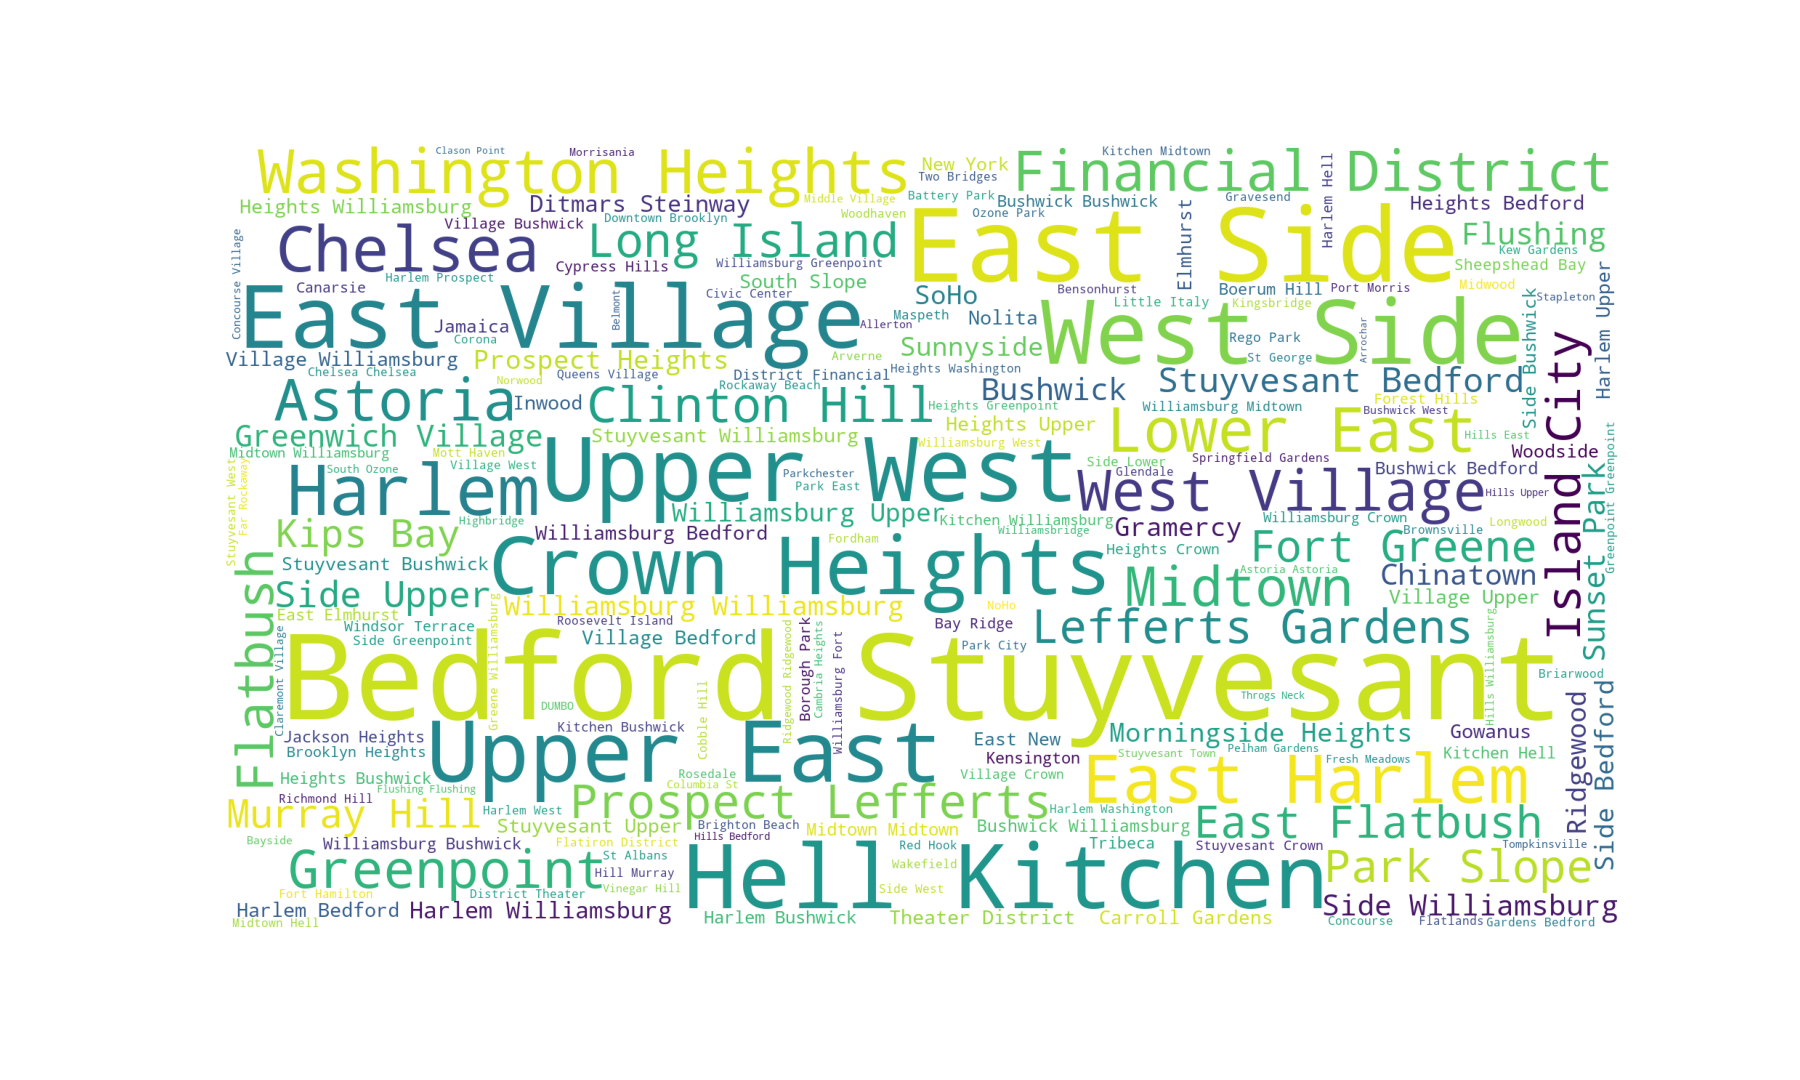 Clason Point
Morrisania
Kitchen Midtown
Washington Heights
New York
Financial District
Two Bridges
Harlem Hell
Heights Williamsburg
Ditmars Steinway
Middle Village
Battery Park
Bushwick Bushwick
Gravesend
Heights Bedford
Village Bushwick
Downtown Brooklyn
Woodhaven
Ozone Park
Elmhurst
East Side
Concourse Village
Chelsea
Long Island
Flushing
Kew Gardens
Cypress Hills
Williamsburg Greenpoint
Sheepshead Bay
Harlem Prospect
South Slope
Canarsie
Civic Center
SoHo
Bensonhurst
Boerum Hill
Port Morris
Midwood
Stapleton
Harlem Upper
East Village
Belmont
Little Italy
Kingsbridge
Side Bushwick
Jamaica
Allerton
Maspeth
Nolita
West Side
Corona
Sunnyside
Rego Park
Arrochar
Island City
Village Williamsburg
Prospect Heights
Arverne
St George
Chelsea Chelsea
Norwood
Queens Village
District Financial
Heights Washington
Rockaway Beach
Bushwick
Stuyvesant Bedford
Astoria
Inwood
Clinton Hill
Heights Greenpoint
Williamsburg Midtown
Forest Hills
Bushwick West
Greenwich Village
Stuyvesant Williamsburg
Heights Upper
Lower East
Hills East
Greenpoint Greenpoint
Midtown Williamsburg
Mott Haven
Williamsburg West
Woodside
Stuyvesant West
Far Rockaway
South Ozone
Village West
Upper West
Parkchester
Side Lower
Springfield Gardens
Glendale
Bushwick Bedford
Sunset Park
Harlem
Park East
West Village
Hills Upper
Kips Bay
Highbridge
Williamsburg Upper
Kitchen Williamsburg
Gramercy
Williamsburg Crown
Longwood
Williamsburg Bedford
Fordham
Williamsbridge
Brownsville
Flatbush
Stuyvesant Bushwick
Crown Heights
Heights Crown
Fort Greene
Side Upper
Astoria Astoria
Midtown
Chinatown
Greene Williamsburg
Williamsburg Williamsburg
NoHo
Village Upper
East Elmhurst
Roosevelt Island
Bay Ridge
Lefferts Gardens
Hills Williamsburg
Claremont Village
Windsor Terrace
Side Greenpoint
Village Bedford
Ridgewood Ridgewood
Borough Park
Cambria Heights
Williamsburg Fort
Park City
Bedford Stuyvesant
Briarwood
Cobble Hill
Throgs Neck
Side Bedford
Ridgewood
DUMBO
Jackson Heights
Kitchen Bushwick
East New
Morningside Heights
Gowanus
Brooklyn Heights
Upper East
Kensington
Stuyvesant Town
Pelham Gardens
Fresh Meadows
Kitchen Hell
Heights Bushwick
Rosedale
Village Crown
East Harlem
Flushing Flushing
Columbia St
Richmond Hill
Murray Hill
Harlem West
Prospect Lefferts
Harlem Washington
Stuyvesant Upper
Brighton Beach
Midtown Midtown
Bushwick Williamsburg
East Flatbush
Bayside
Williamsburg Bushwick
Flatiron District
Hills Bedford
Red Hook
Tribeca
Stuyvesant Crown
Tompkinsville
Greenpoint
St Albans
Hell Kitchen
Wakefield
Park Slope
Hill Murray
Fort Hamilton
District Theater
Vinegar Hill
Side West
Harlem Bedford
Harlem Williamsburg
Harlem Bushwick
Theater District
Carroll Gardens
Side Williamsburg
Midtown Hell
Concourse
Flatlands
Gardens Bedford